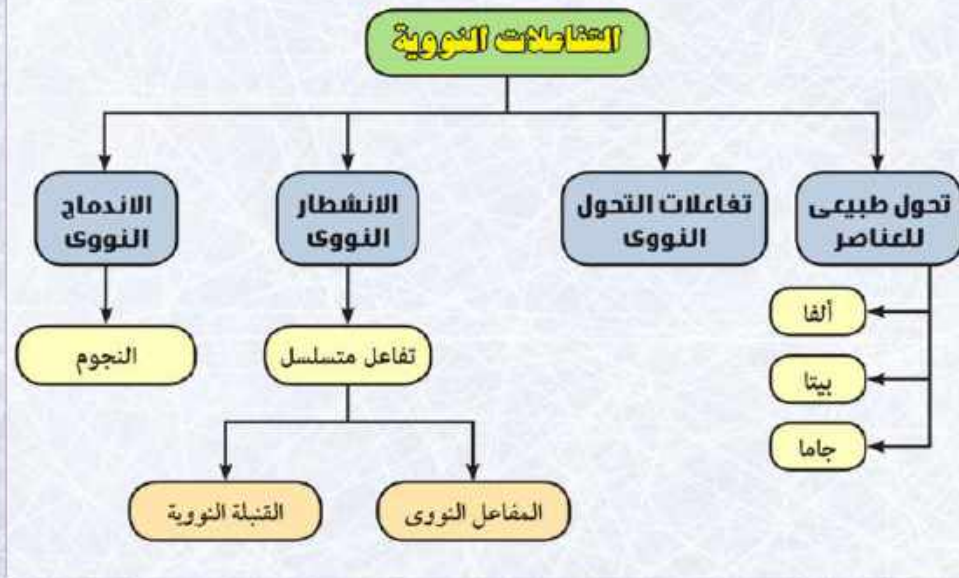 التفاعلات النووية
تحول طبيعى
للعناصر
تفاعلات التحول
النووى
الانشطار
النووى
الاندماج
النووى
ألفا
بيتا
جاما
تفاعل متسلسل
النجوم
المفاعل النووى
القنبلة النووية